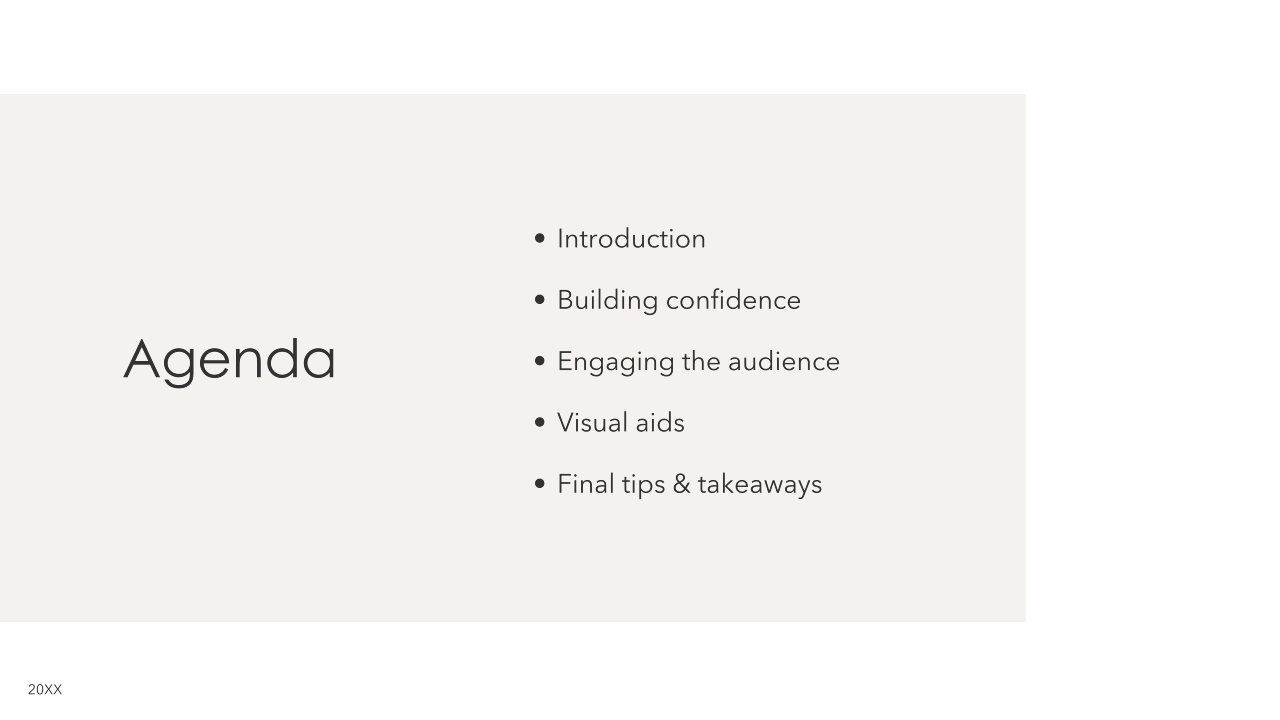 Agenda
• Introduction
• Building confidence
• Engaging the audience
• Visual aids
• Final tips & takeaways
20XX